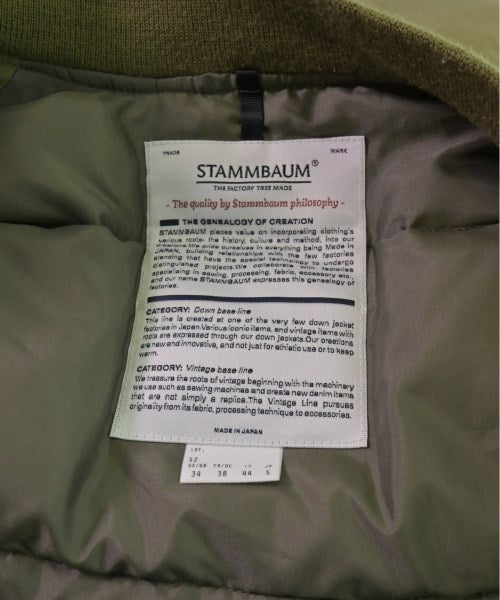 TRADE MARK
STAMMBAUM®
THE FACTORY TREE MADE
- The quality by Stammbaum philosophy -
THE GENEALOGY OF CREATION
STAMMBAUM places value on incorporating clothing's
various roots- the history, culture and method, into our
creations.We pride ourselves in everything being Made in
JAPAN, building relationships with the few factories
standing that have the special technology to undergo
distinguished projects.We collaborate with factories
specialising in sewing, processing, fabric, accessory etc.,
and our name STAMMBAUM expresses this genealogy of
factories.
CATEGORY: Down base line
This line is created at one of the very few down jacket
factories in Japan.Various iconic items, and vintage items with
roots are expressed through our down jackets.Our creations
are new and innovative, and not just for athletic use or to keep
warm.
CATEGORY: Vintage base line
We treasure the roots of vintage beginning with the machinery
we use such as sewing machines and create new denim items
that are not simply a replica.The Vintage Line pursues
originality from its fabric, processing technique to accessories.
MADE IN JAPAN
LOT.
SZ
US/GB FR/DE IT JP
34 38 44 S